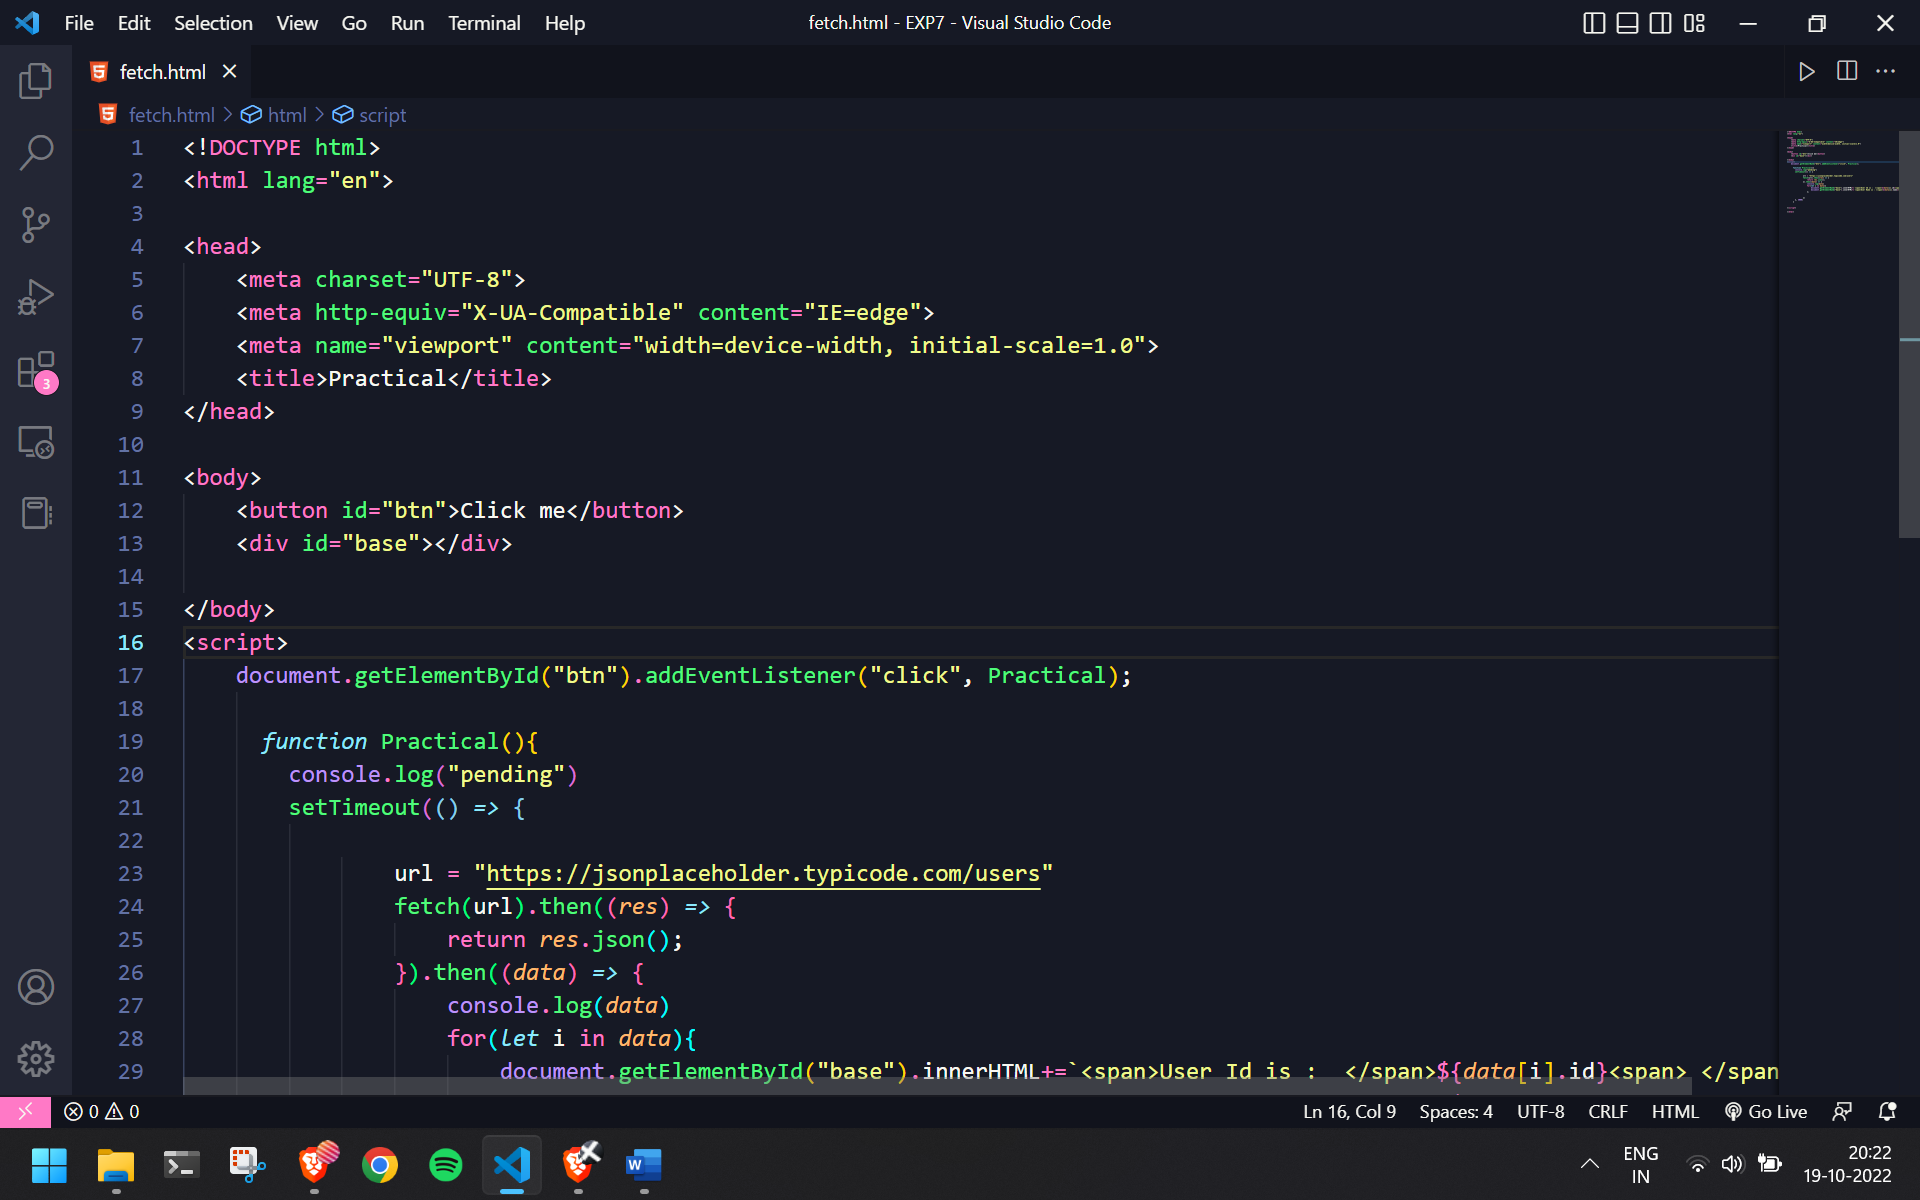 File Edit Selection View Go Run Terminal Help fetch.html - EXP7 - Visual Studio Code
fetch.html
fetch.html > html > script
1 <!DOCTYPE html>
2 <html lang="en">
3
4 <head>
5     <meta charset="UTF-8">
6     <meta http-equiv="X-UA-Compatible" content="IE=edge">
7     <meta name="viewport" content="width=device-width, initial-scale=1.0">
8     <title>Practical</title>
9 </head>
10
11 <body>
12     <button id="btn">Click me</button>
13     <div id="base"></div>
14
15 </body>
16 <script>
17     document.getElementById("btn").addEventListener("click", Practical);
18
19       function Practical(){
20         console.log("pending")
21         setTimeout(() => {
22
23                 url = "https://jsonplaceholder.typicode.com/users"
24                 fetch(url).then((res) => {
25                     return res.json();
26                 }).then((data) => {
27                     console.log(data)
28                     for(let i in data){
29                         document.getElementById("base").innerHTML+=`<span>User Id is :  </span>${data[i].id}<span> </span
3
0 0 Ln 16, Col 9 Spaces: 4 UTF-8 CRLF HTML Go Live
ENG 20:22
IN 19-10-2022